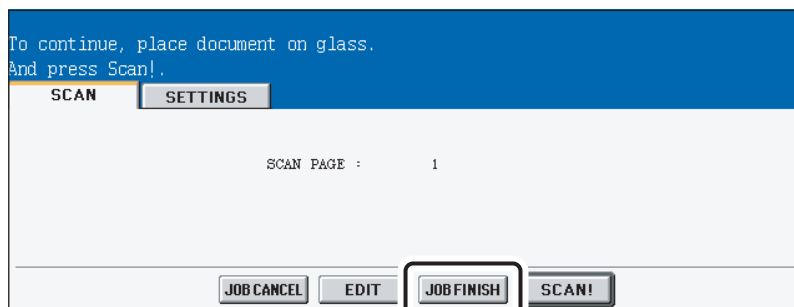 To continue, place document on glass.
And press Scan!.
SCAN SETTINGS
SCAN PAGE : 1
JOB CANCEL EDIT JOB FINISH SCAN!